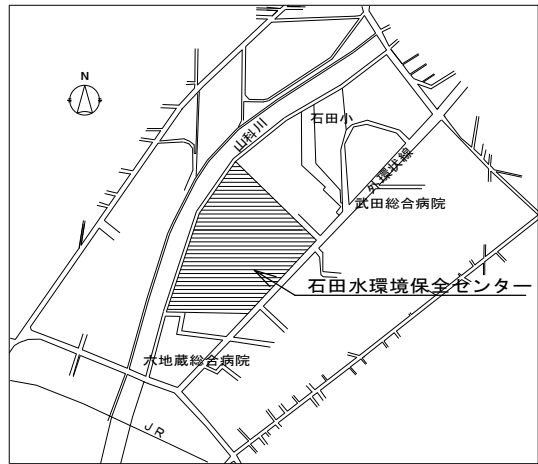 N
石田小
山科川
外環状線
武田総合病院
石田水環境保全センター
六地蔵総合病院
JR